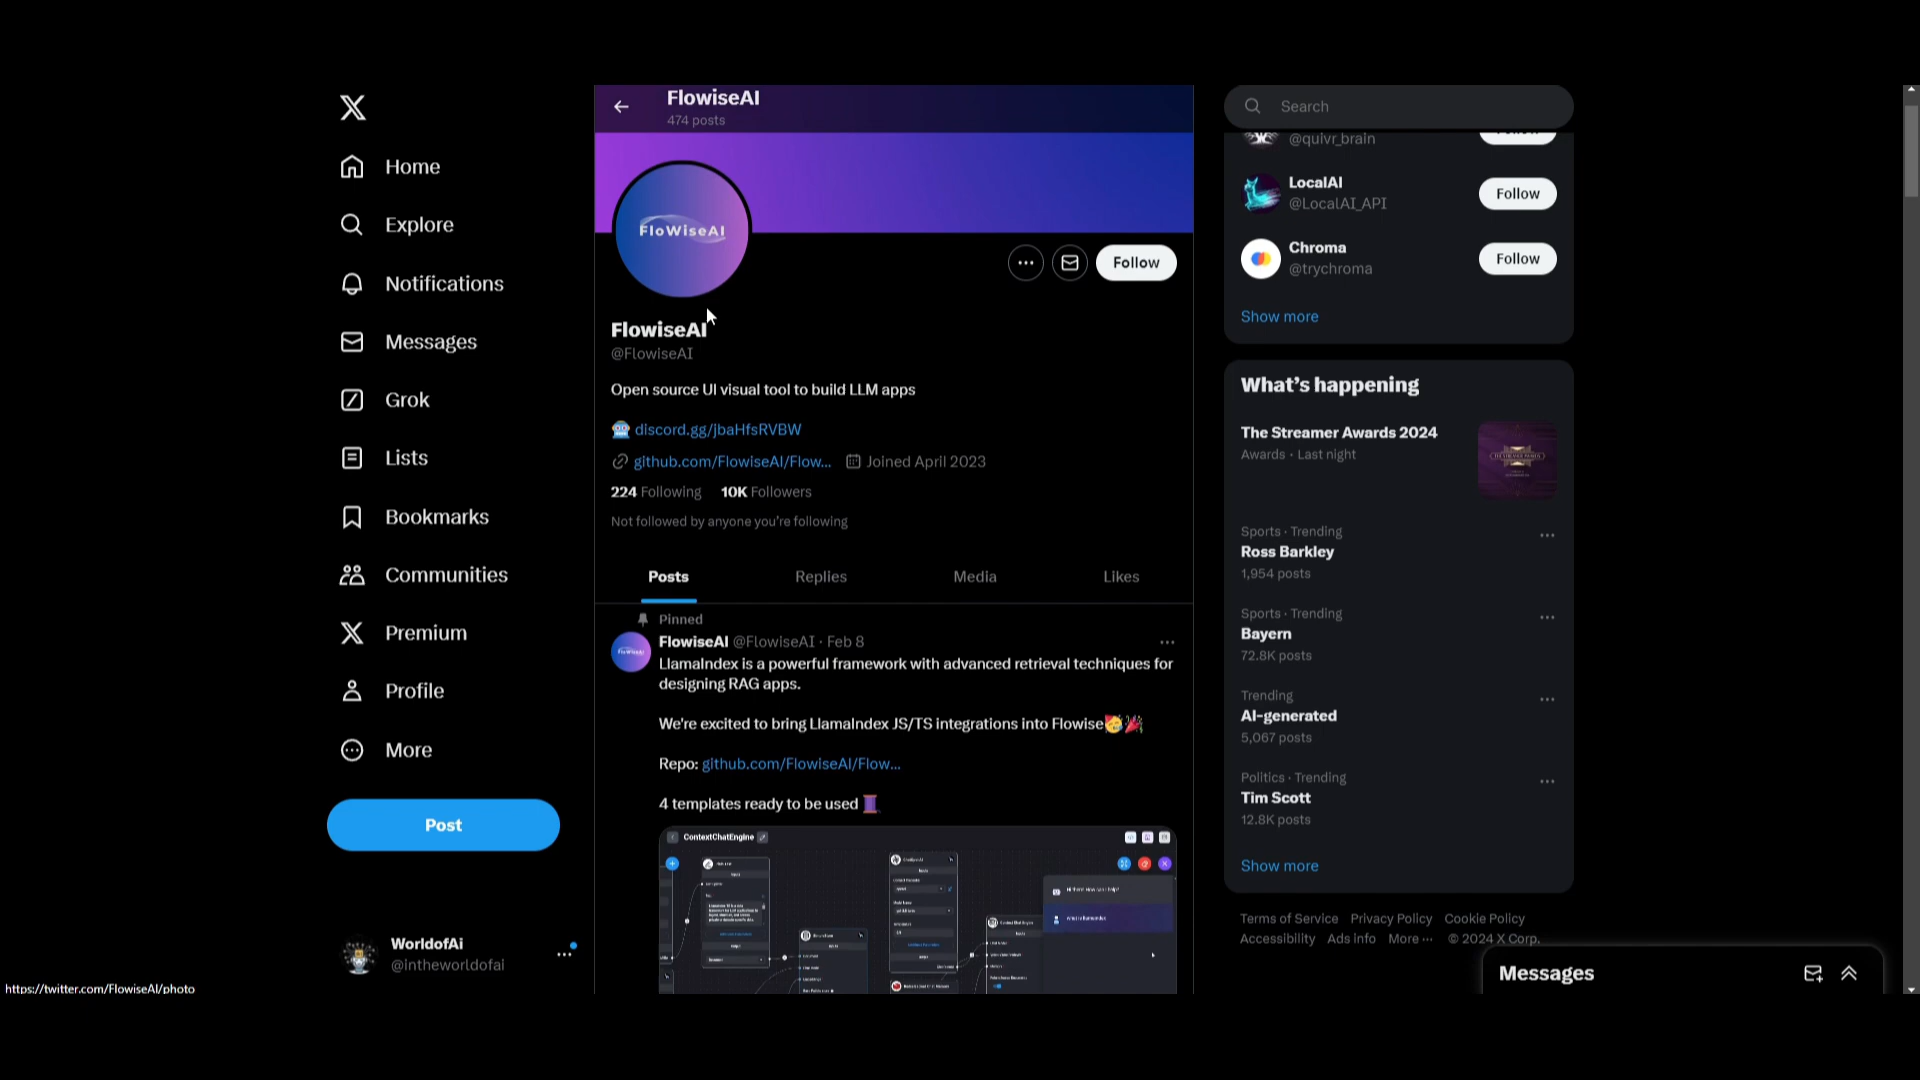 Home
Explore
Notifications
Messages
Grok
Lists
Bookmarks
Communities
Premium
Profile
More
Post
WorldofAi
@intheworldofai
https://twitter.com/FlowiseAI/photo
FlowiseAI
474 posts
FloWiseAI
Follow
FlowiseAI
@FlowiseAI
Open source UI visual tool to build LLM apps
discord.gg/jbaHfsRVBW
github.com/FlowiseAI/Flow... Joined April 2023
224 Following 10K Followers
Not followed by anyone you're following
Posts Replies Media Likes
Pinned
FlowiseAI @FlowiseAI · Feb 8
LlamaIndex is a powerful framework with advanced retrieval techniques for
designing RAG apps.
We're excited to bring LlamaIndex JS/TS integrations into Flowise🥳🎉
Repo: github.com/FlowiseAI/Flow...
4 templates ready to be used 🧵
ContextChatEngine
Hi there! How can I help?
what is llamaindex
Search
@quivr_brain
LocalAI
@LocalAI_API
Follow
Chroma
@trychroma
Follow
Show more
What's happening
The Streamer Awards 2024
Awards · Last night
Sports · Trending
Ross Barkley
1,954 posts
Sports · Trending
Bayern
72.8K posts
Trending
AI-generated
5,067 posts
Politics · Trending
Tim Scott
12.8K posts
Show more
Terms of Service Privacy Policy Cookie Policy
Accessibility Ads info More ··· © 2024 X Corp.
Messages